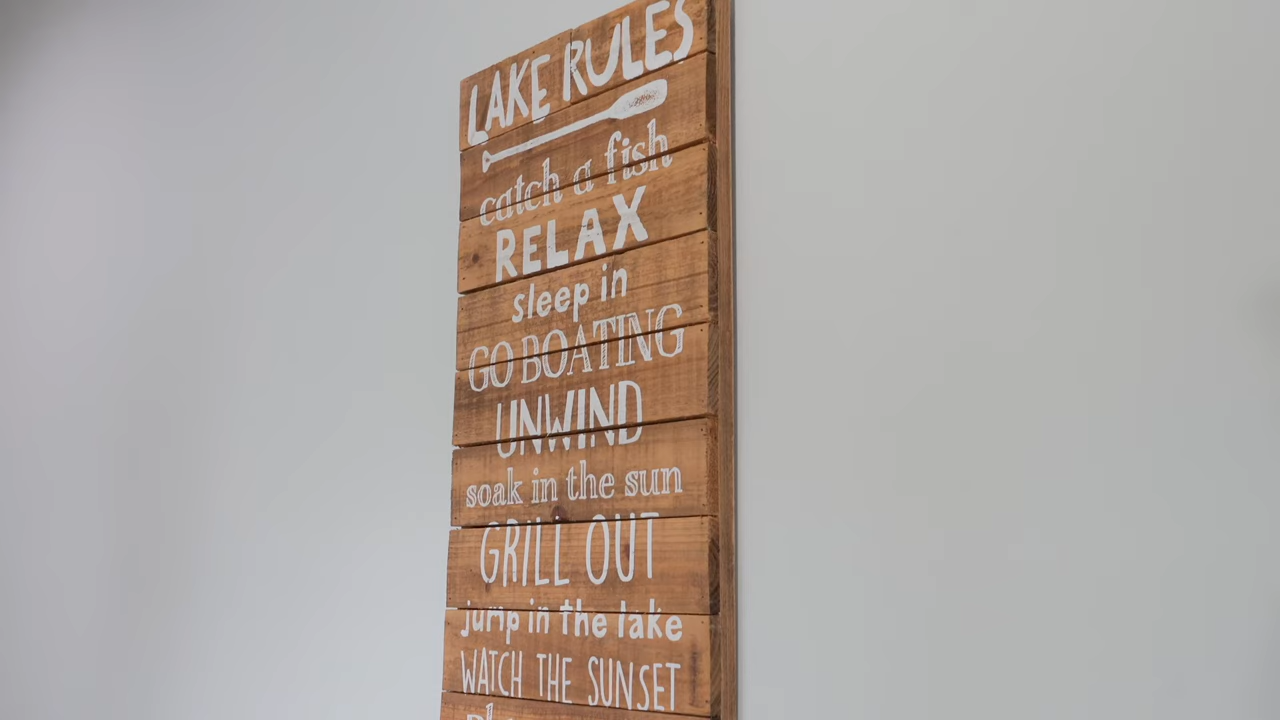 LAKE RULES
catch a fish
RELAX
sleep in
GO BOATING
UNWIND
soak in the sun
GRILL OUT
jump in the lake
WATCH THE SUNSET